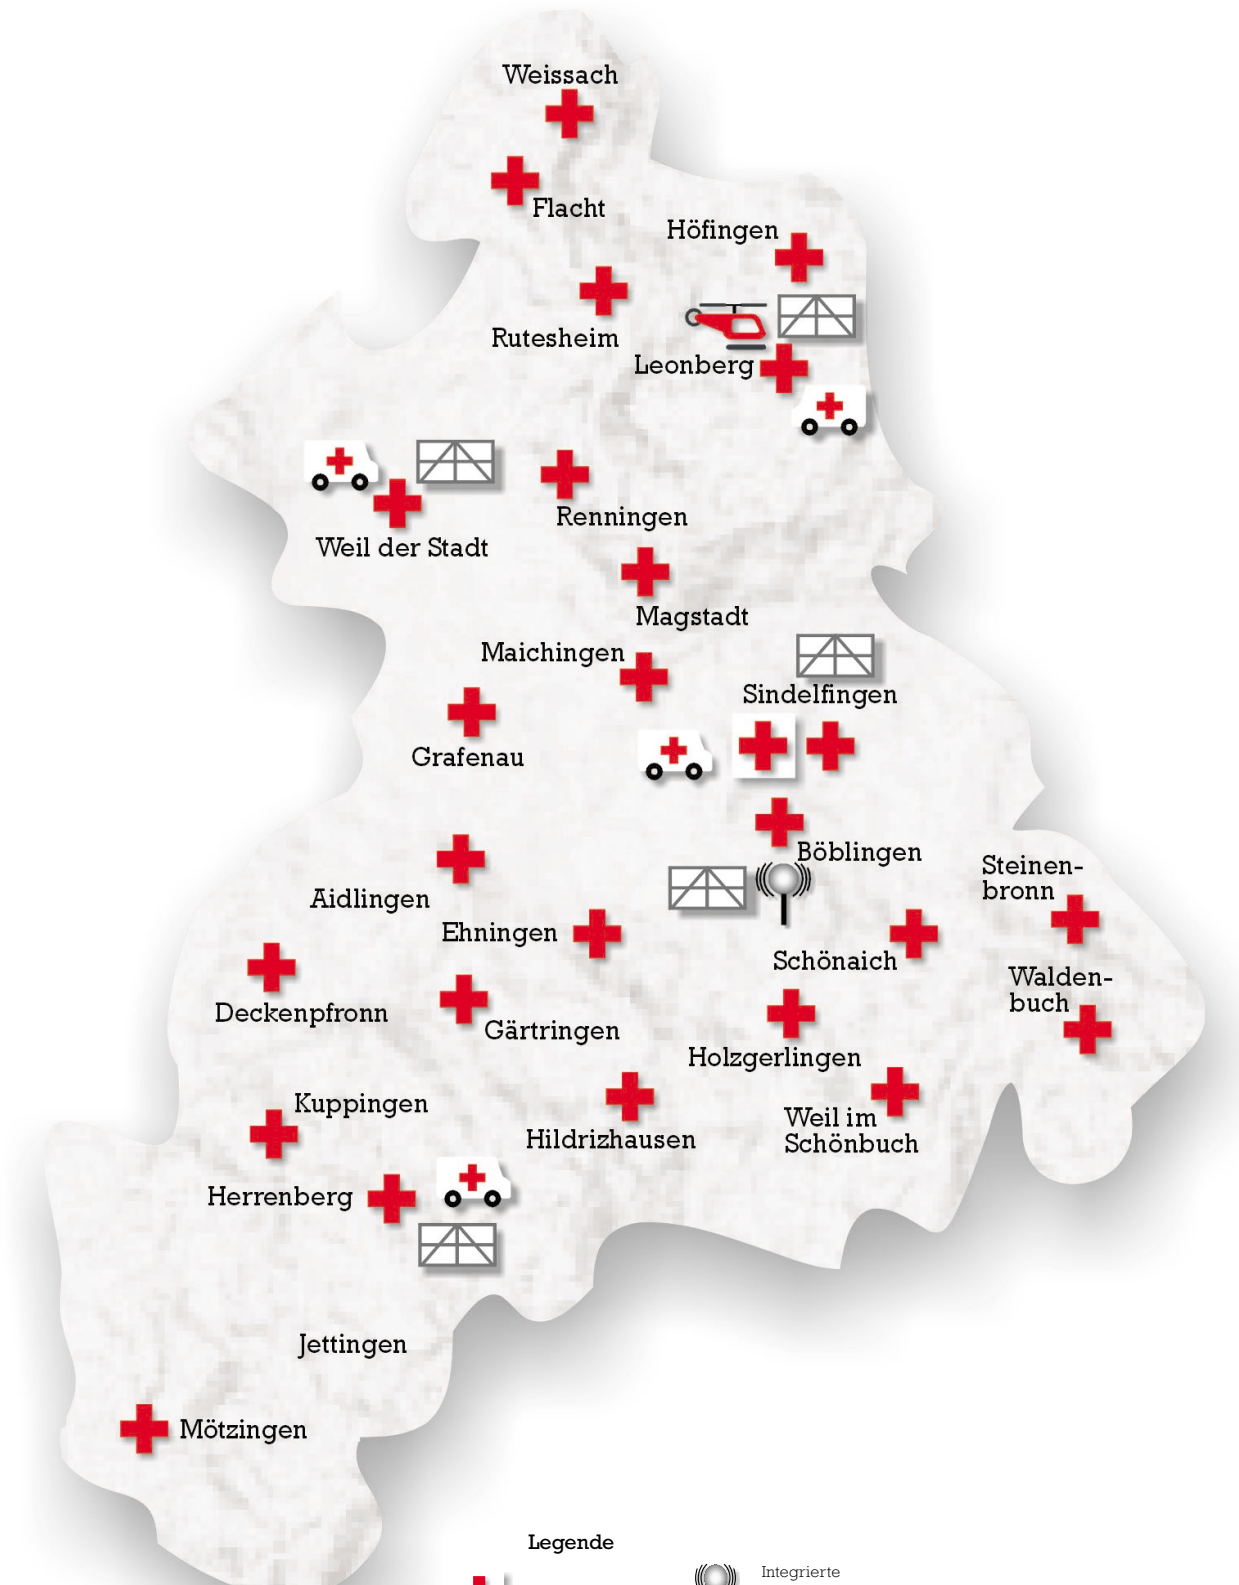 Weissach
Flacht
Höfingen
Rutesheim
Leonberg
Renningen
Weil der Stadt
Magstadt
Maichingen
Sindelfingen
Grafenau
Böblingen
Steinen-
bronn
Aidlingen
Ehningen
Schönaich
Walden-
buch
Deckenpfronn
Gärtringen
Holzgerlingen
Kuppingen
Weil im
Schönbuch
Hildrizhausen
Herrenberg
Jettingen
Mötzingen
Legende
Integrierte